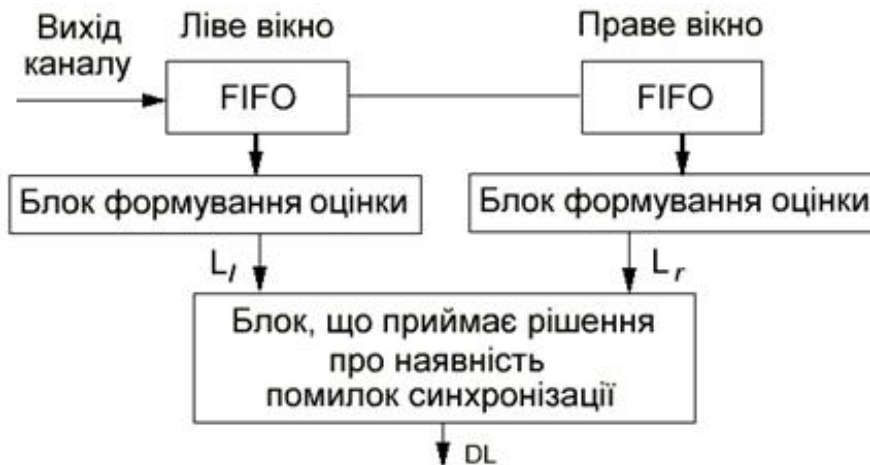 Вихід
каналу
Ліве вікно
Праве вікно
FIFO
FIFO
Блок формування оцінки
Блок формування оцінки
L l
L r
Блок, що приймає рішення
про наявність
помилок синхронізації
DL